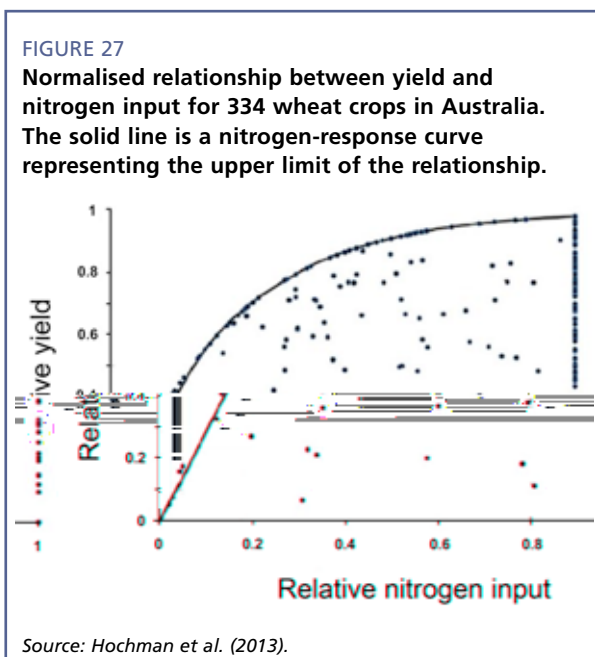 FIGURE 27
Normalised relationship between yield and
nitrogen input for 334 wheat crops in Australia.
The solid line is a nitrogen-response curve
representing the upper limit of the relationship.
1
0.8
0.6
0.2
0
0
0.2
0.4
0.6
0.8
1
Relative nitrogen input
Source: Hochman et al. (2013).